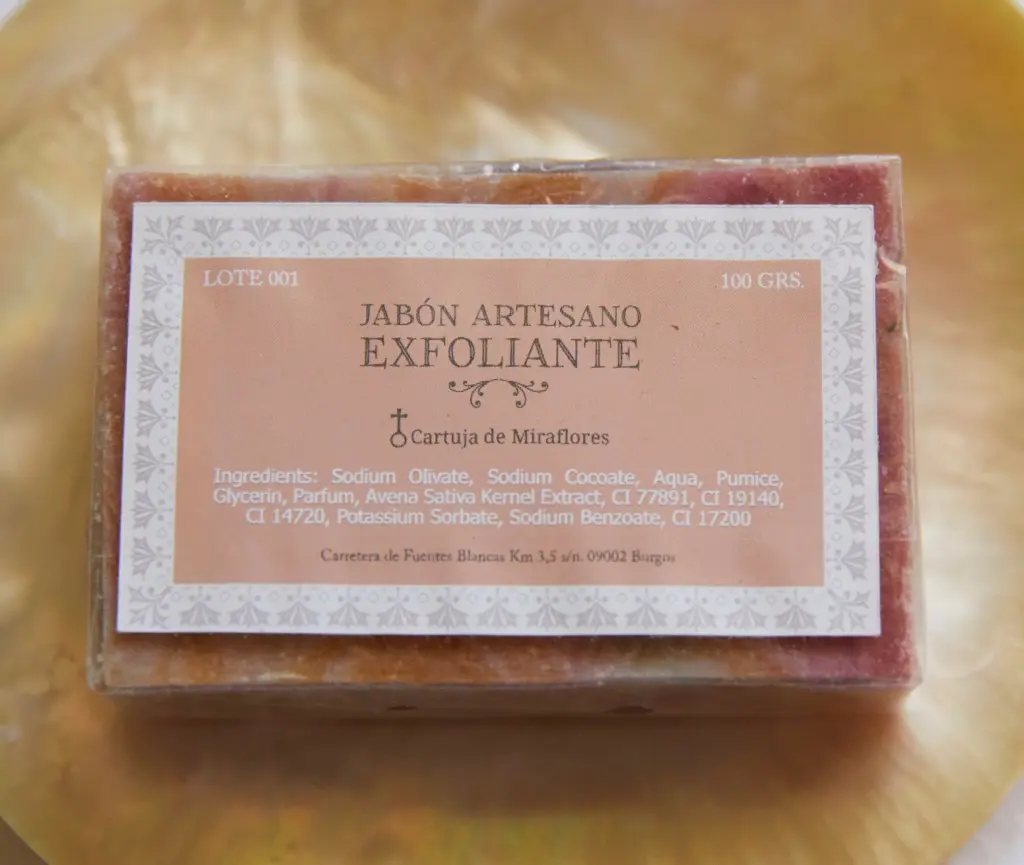 LOTE 001 100 GRS.
JABÓN ARTESANO
EXFOLIANTE
Cartuja de Miraflores
Ingredients: Sodium Olivate, Sodium Cocoate, Aqua, Pumice,
Glycerin, Parfum, Avena Sativa Kernel Extract, CI 77891, CI 19140,
CI 14720, Potassium Sorbate, Sodium Benzoate, CI 17200
Carretera de Fuentes Blancas Km 3,5 s/n. 09002 Burgos